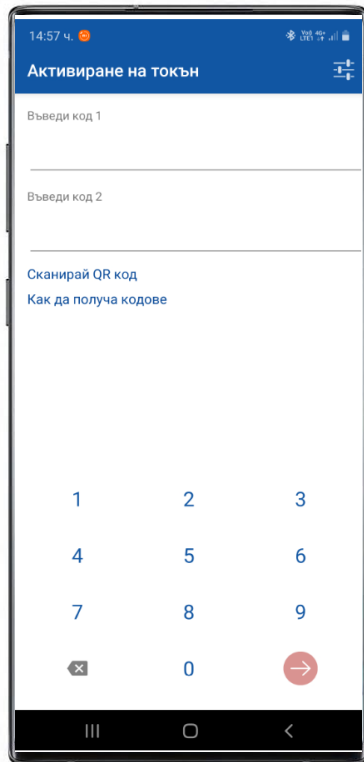 14:57 ч.
Активиране на токън
Въведи код 1
Въведи код 2
Сканирай QR код
Как да получа кодове
1 2 3
4 5 6
7 8 9
0